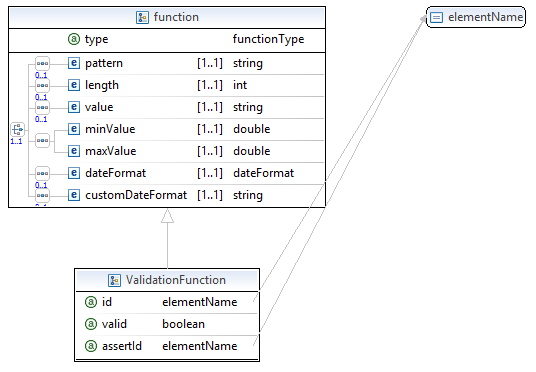 function
elementName
a type functionType
0..1
e pattern [1..1] string
0..1
e length [1..1] int
0..1
e value [1..1] string
1..1
e minValue [1..1] double
e maxValue [1..1] double
e dateFormat [1..1] dateFormat
0..1
e customDateFormat [1..1] string
0..1
ValidationFunction
a id elementName
a valid boolean
a assertId elementName